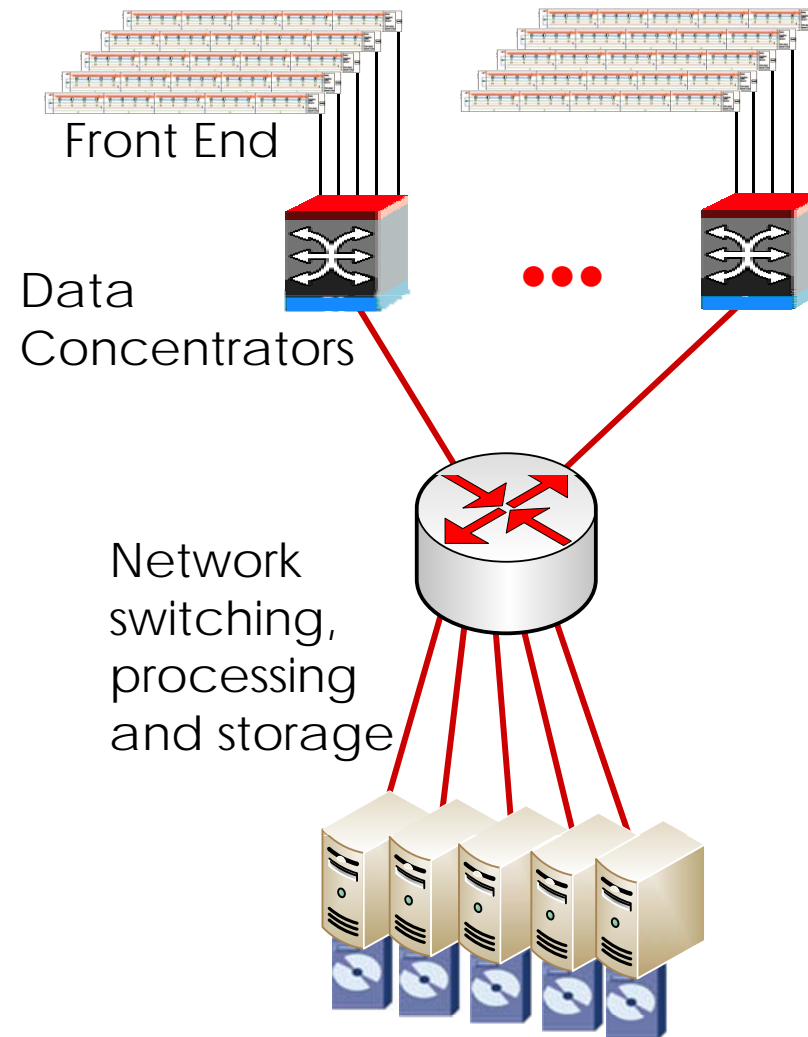 Front End
Data
Concentrators
Network
switching,
processing
and storage